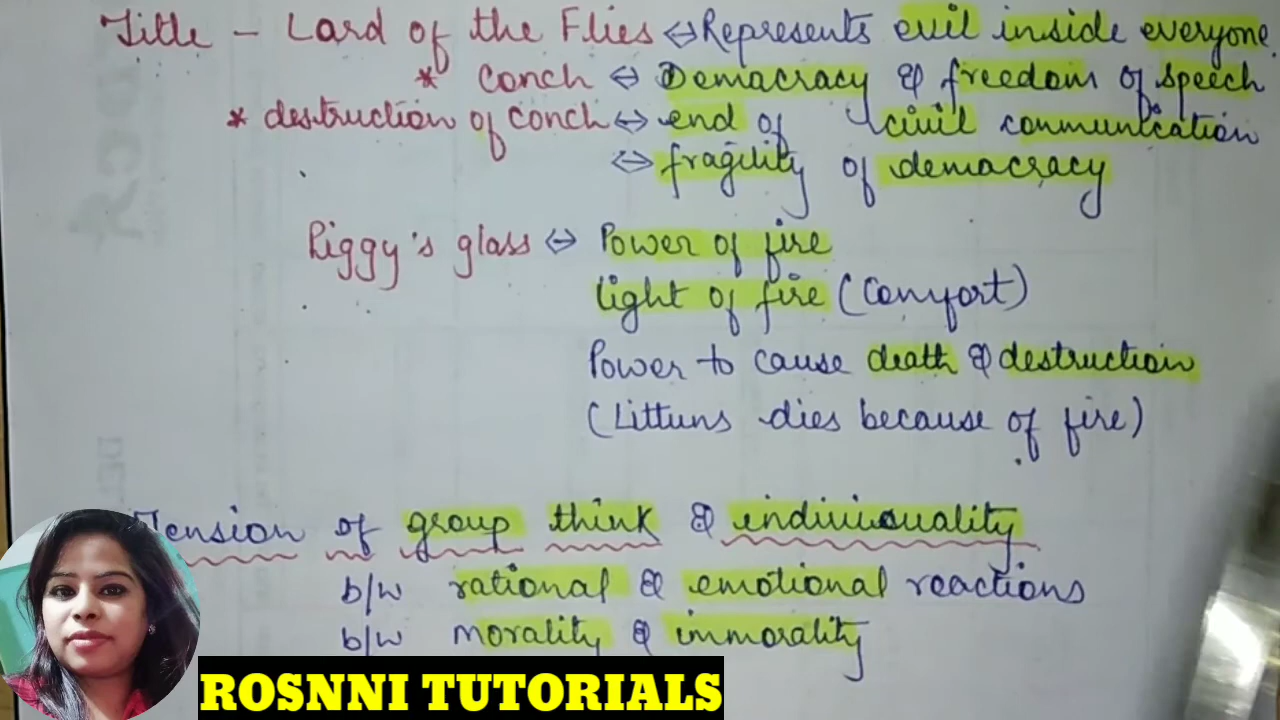 Title - Lord of the Flies ⇔ Represents evil inside everyone.
* Conch ⇔ Democracy & freedom of speech
* destruction of conch ⇔ end of civil communication
⇔ fragility of democracy
Piggy's glass ⇔ Power of fire
light of fire (Comfort)
Power to cause death & destruction
(Littuns dies because of fire)
Tension of group think & individuality
b/w rational & emotional reactions
b/w morality & immorality
ROSNNI TUTORIALS